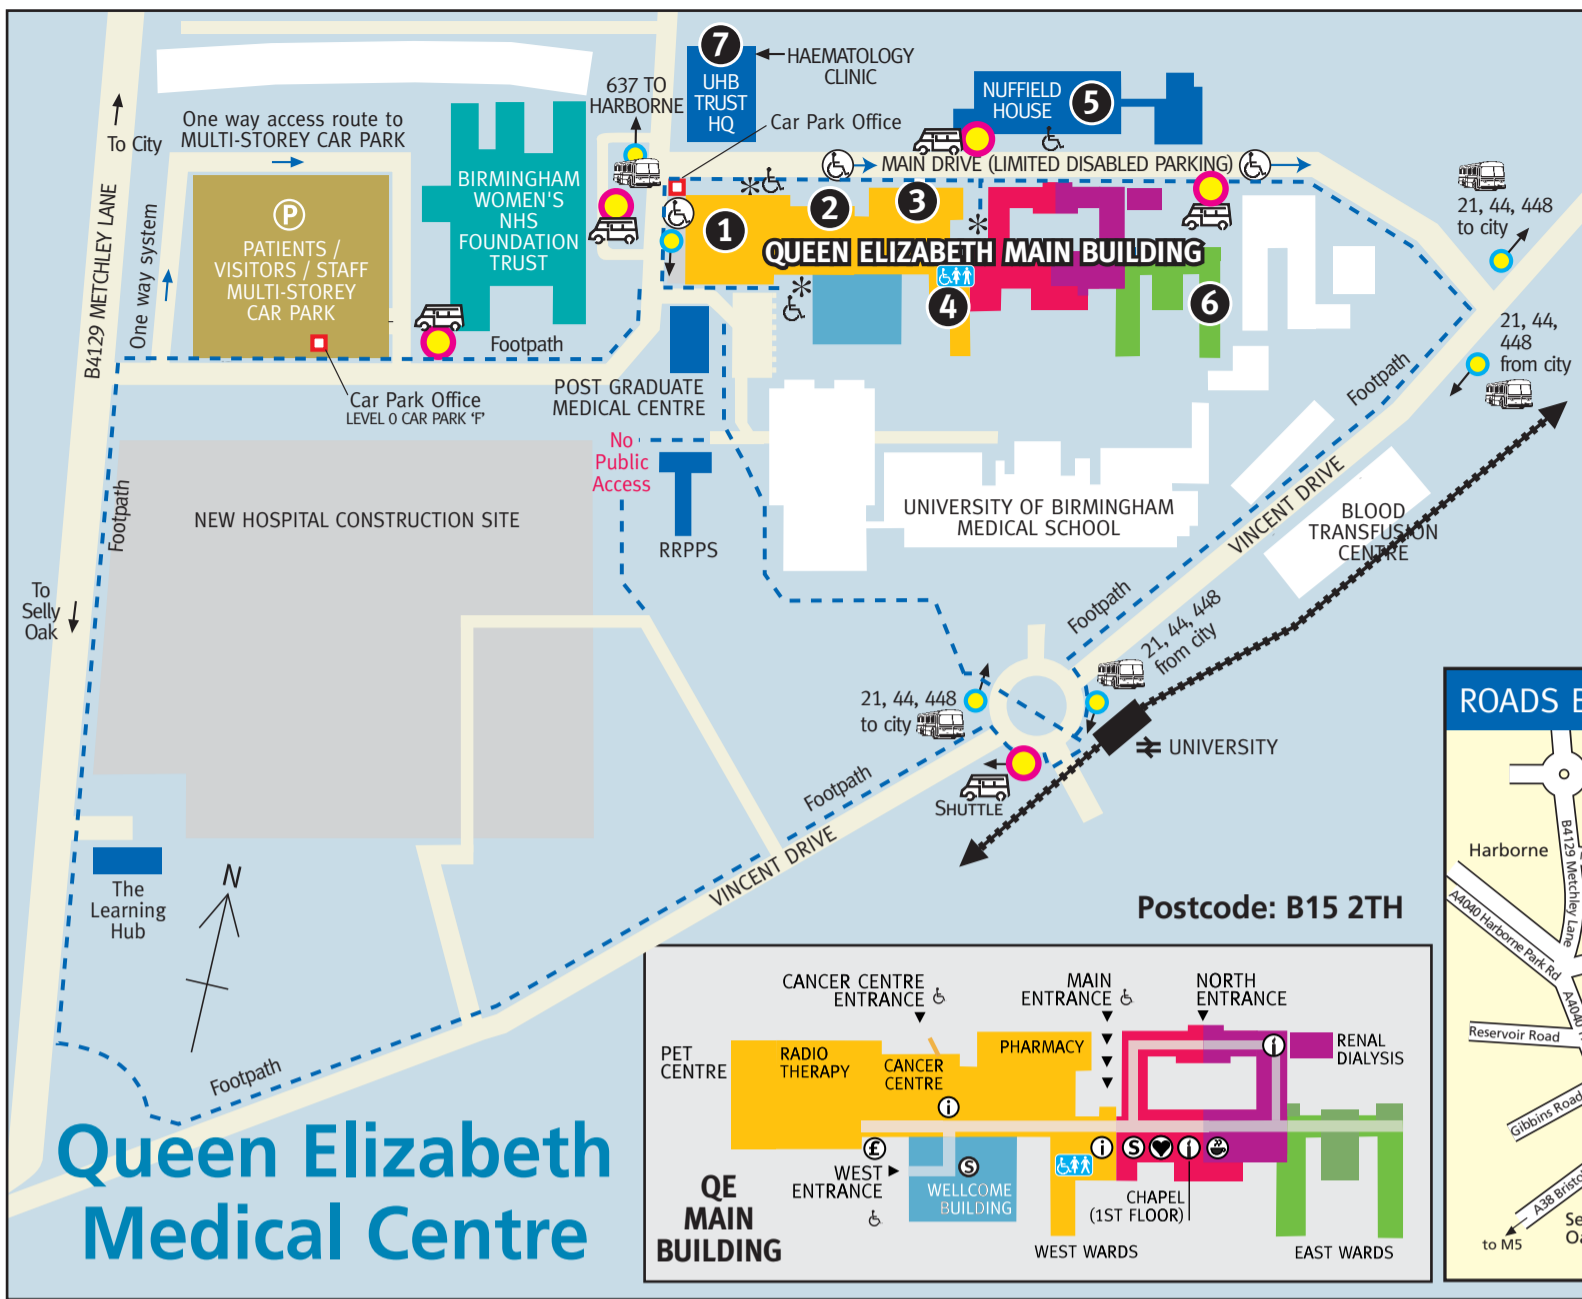 7
UHB
TRUST
HQ
HAEMATOLOGY
CLINIC
637 TO
HARBORNE
Car Park Office
NUFFIELD
HOUSE
5
One way access route to
MULTI-STOREY CAR PARK
To City
B4129 METCHLEY LANE
One way system
P
PATIENTS /
VISITORS / STAFF
MULTI-STOREY
CAR PARK
BIRMINGHAM
WOMEN'S
NHS
FOUNDATION
TRUST
MAIN DRIVE (LIMITED DISABLED PARKING)
1
2
3
QUEEN ELIZABETH MAIN BUILDING
4
6
21, 44, 448
to city
21, 44,
448
from city
Footpath
Car Park Office
LEVEL 0 CAR PARK 'F'
POST GRADUATE
MEDICAL CENTRE
Footpath
No
Public
Access
RRPPS
NEW HOSPITAL CONSTRUCTION SITE
Footpath
UNIVERSITY OF BIRMINGHAM
MEDICAL SCHOOL
VINCENT DRIVE
BLOOD
TRANSFUSION
CENTRE
To
Selly
Oak
Footpath
21, 44, 448
from city
21, 44, 448
to city
UNIVERSITY
SHUTTLE
Footpath
VINCENT DRIVE
The
Learning
Hub
N
Footpath
Postcode: B15 2TH
Queen Elizabeth
Medical Centre
CANCER CENTRE
ENTRANCE
MAIN
ENTRANCE
NORTH
ENTRANCE
PET
CENTRE
RADIO
THERAPY
CANCER
CENTRE
PHARMACY
RENAL
DIALYSIS
i
i
£
WEST
ENTRANCE
S
WELLCOME
BUILDING
i
S
i
CHAPEL
(1ST FLOOR)
WEST WARDS
EAST WARDS
QE
MAIN
BUILDING
ROADS
Harborne
B4129 Metchley Lane
A4040 Harborne Park Rd
A4040
Reservoir Road
Gibbins Road
A38
to M5